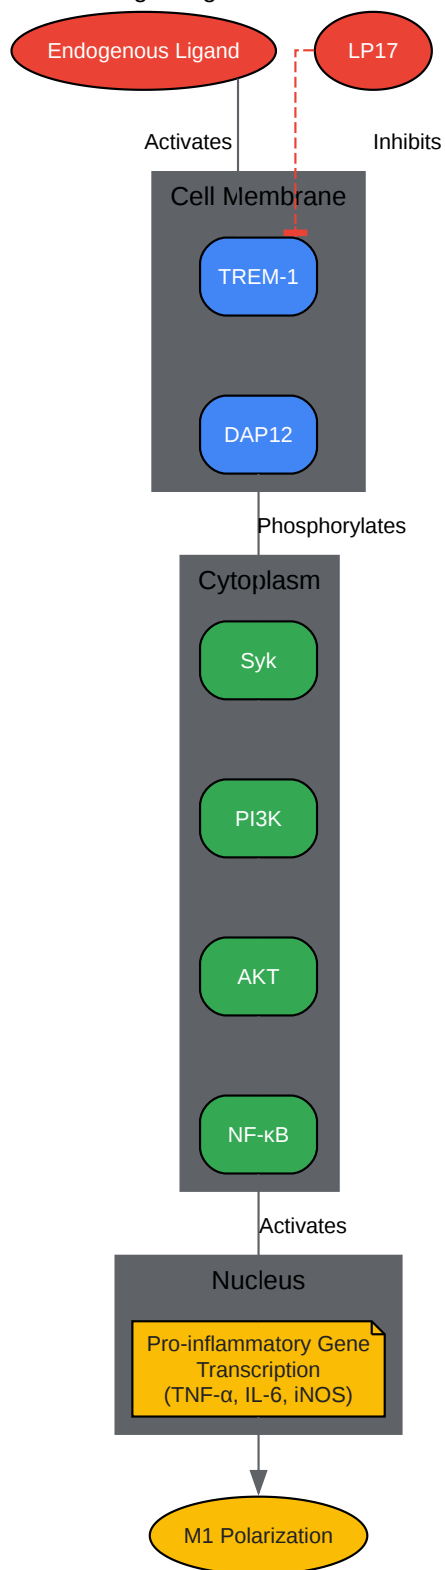 Endogenous Ligand
LP17
Activates
Inhibits
Cell Membrane
TREM-1
DAP12
Phosphorylates
Cytoplasm
Syk
PI3K
AKT
NF-κB
Activates
Nucleus
Pro-inflammatory Gene
Transcription
(TNF-α, IL-6, iNOS)
M1 Polarization